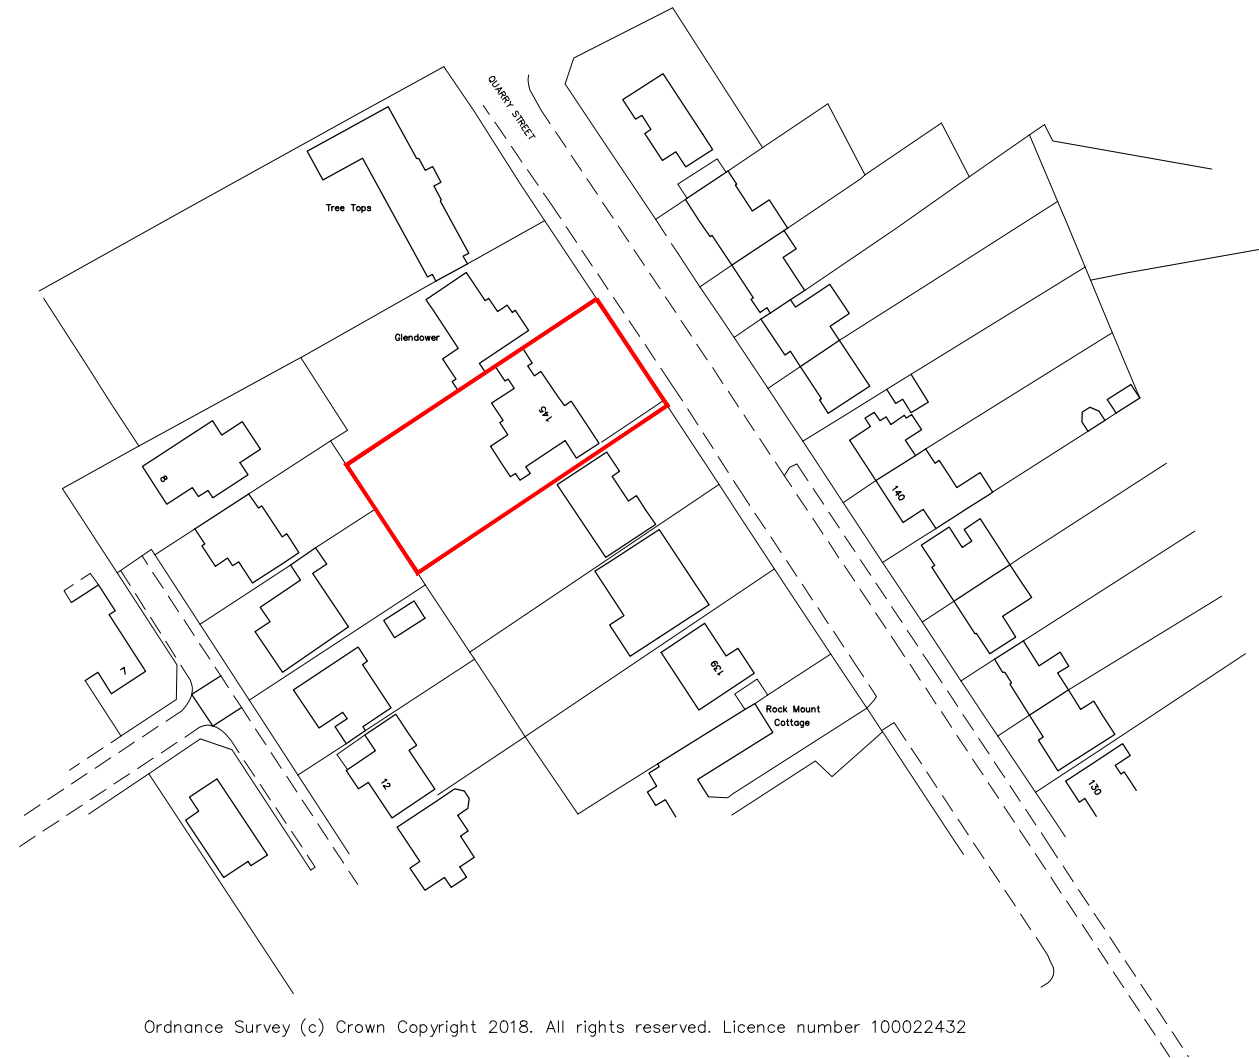 QUARRY STREET
Tree Tops
Glendower
145
8
140
7
139
Rock Mount
Cottage
12
130
Ordnance Survey (c) Crown Copyright 2018. All rights reserved. Licence number 100022432